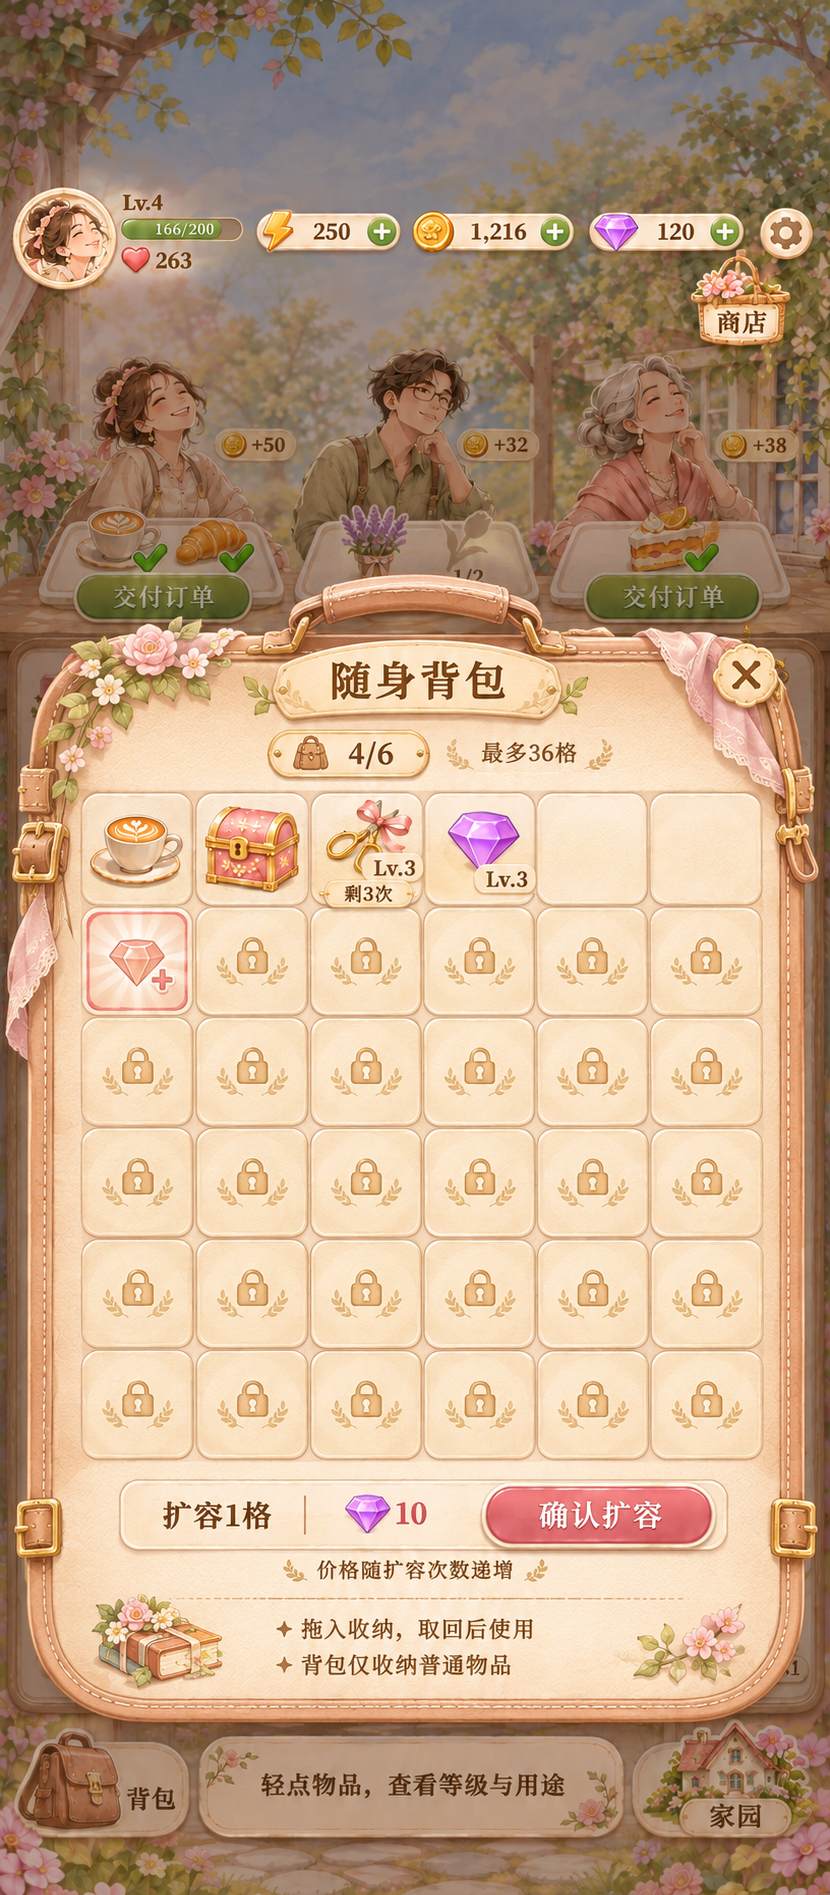 Lv.4
166/200
263
250
1,216
120
商店
+50
+32
+38
1/2
交付订单
交付订单
随身背包
4/6
最多36格
Lv.3
剩3次
Lv.3
扩容1格
10
确认扩容
价格随扩容次数递增
拖入收纳，取回后使用
背包仅收纳普通物品
背包
轻点物品，查看等级与用途
家园